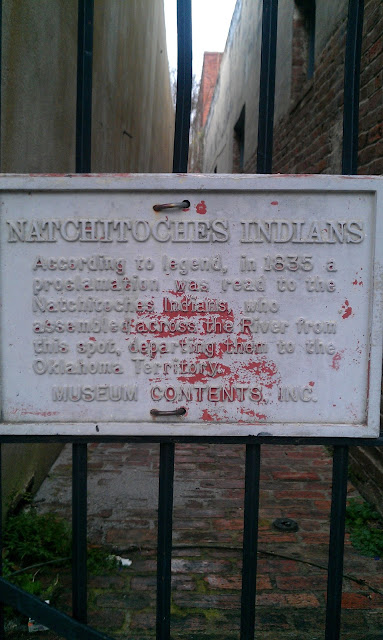 NATCHITOCHES INDIANS
According to legend, in 1835 a
proclamation was read to the
Natchitoches Indians, who
assembled across the River from
this spot, departing them to the
Oklahoma Territory.
MUSEUM CONTENTS, INC.